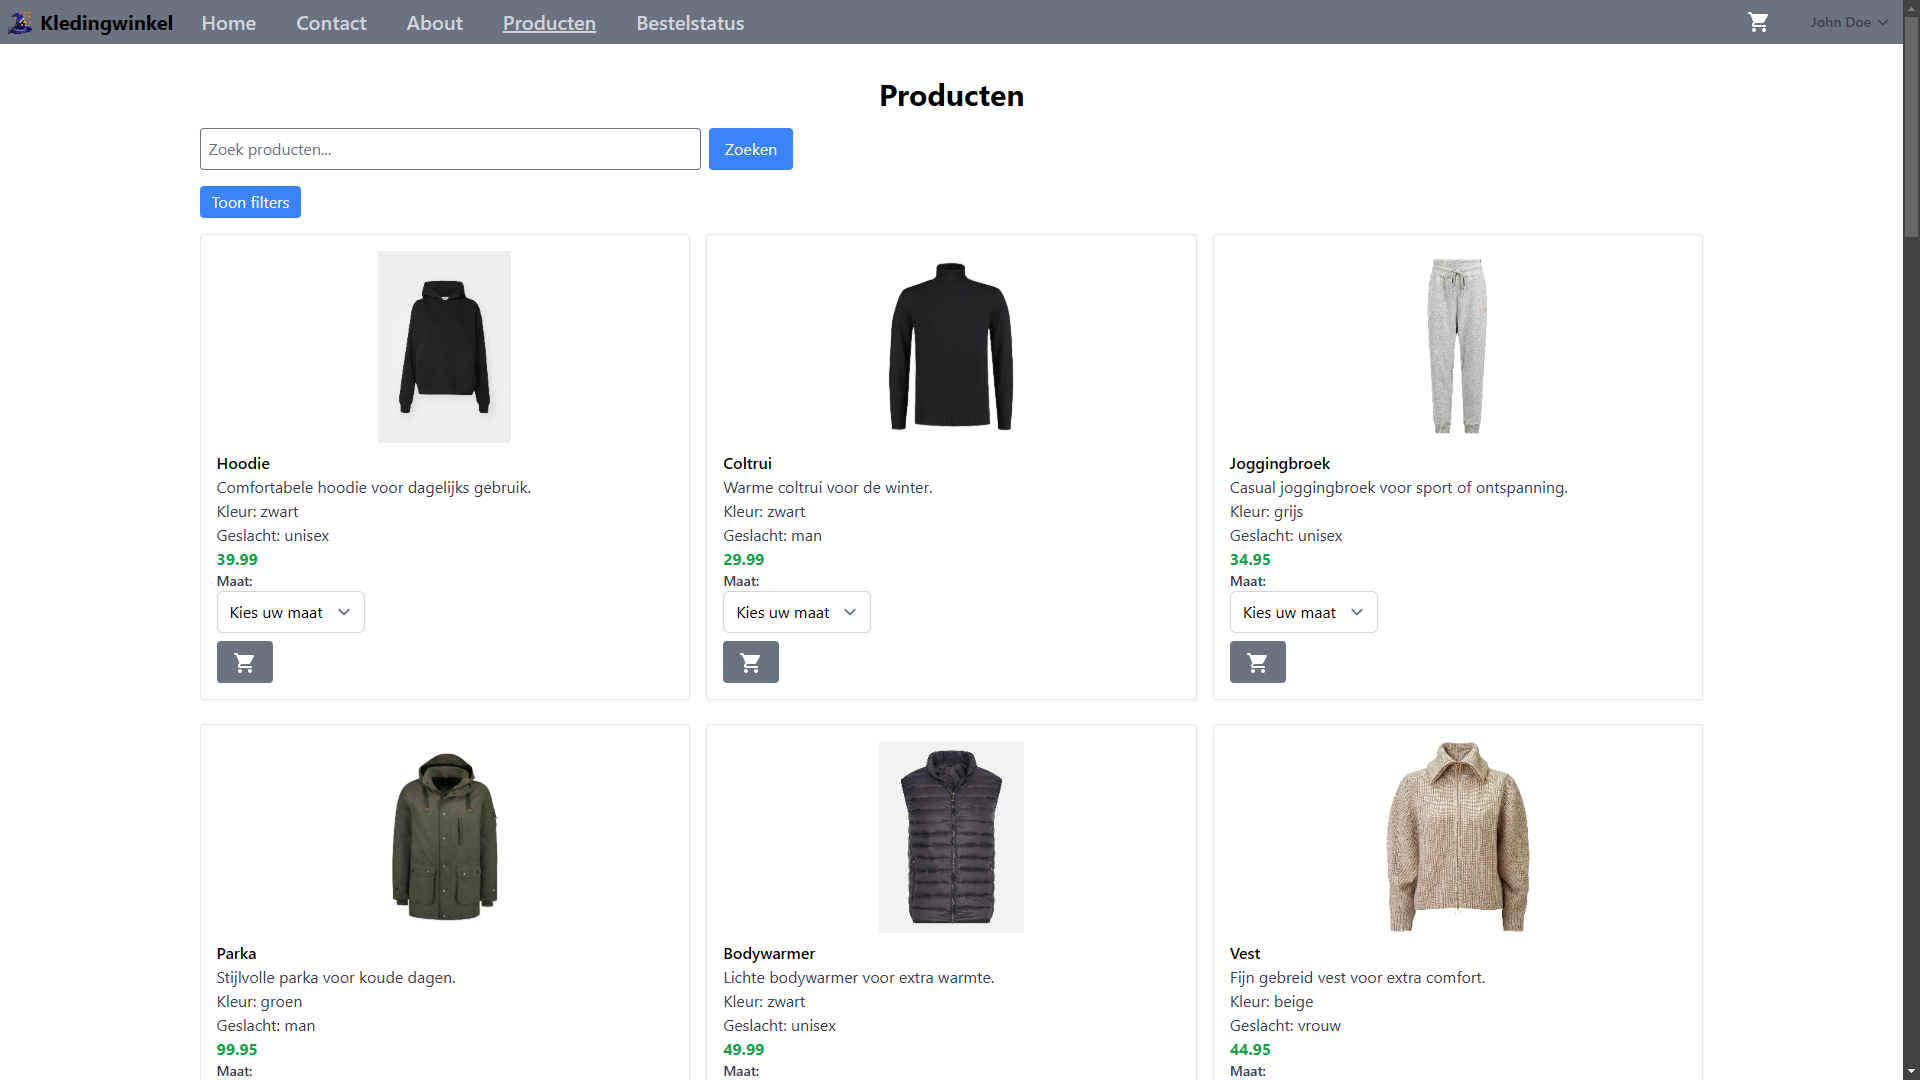 Kledingwinkel Home Contact About Producten Bestelstatus John Doe
Producten
Zoek producten... Zoeken
Toon filters
Hoodie
Comfortabele hoodie voor dagelijks gebruik.
Kleur: zwart
Geslacht: unisex
39.99
Maat:
Kies uw maat
Coltrui
Warme coltrui voor de winter.
Kleur: zwart
Geslacht: man
29.99
Maat:
Kies uw maat
Joggingbroek
Casual joggingbroek voor sport of ontspanning.
Kleur: grijs
Geslacht: unisex
34.95
Maat:
Kies uw maat
Parka
Stijlvolle parka voor koude dagen.
Kleur: groen
Geslacht: man
99.95
Maat:
Bodywarmer
Lichte bodywarmer voor extra warmte.
Kleur: zwart
Geslacht: unisex
49.99
Maat:
Vest
Fijn gebreid vest voor extra comfort.
Kleur: beige
Geslacht: vrouw
44.95
Maat: